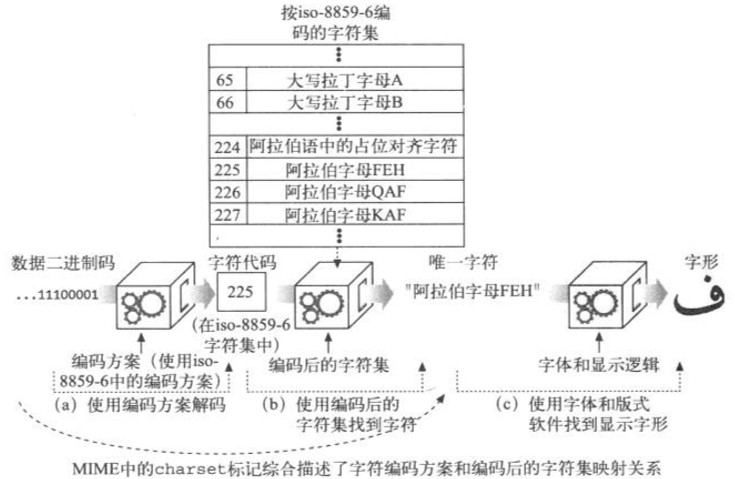 按iso-8859-6编
码的字符集
65 大写拉丁字母A
66 大写拉丁字母B
224 阿拉伯语中的占位对齐字符
225 阿拉伯字母FEH
226 阿拉伯字母QAF
227 阿拉伯字母KAF
数据二进制码 字符代码 唯一字符 字形
...11100001 225 "阿拉伯字母FEH" ف
(在iso-8859-6
字符集中)
编码方案（使用iso-
8859-6中的编码方案）
编码后的字符集
字体和显示逻辑
(a) 使用编码方案解码
(b) 使用编码后的
字符集找到字符
(c) 使用字体和版式
软件找到显示字形
MIME中的charset标记综合描述了字符编码方案和编码后的字符集映射关系